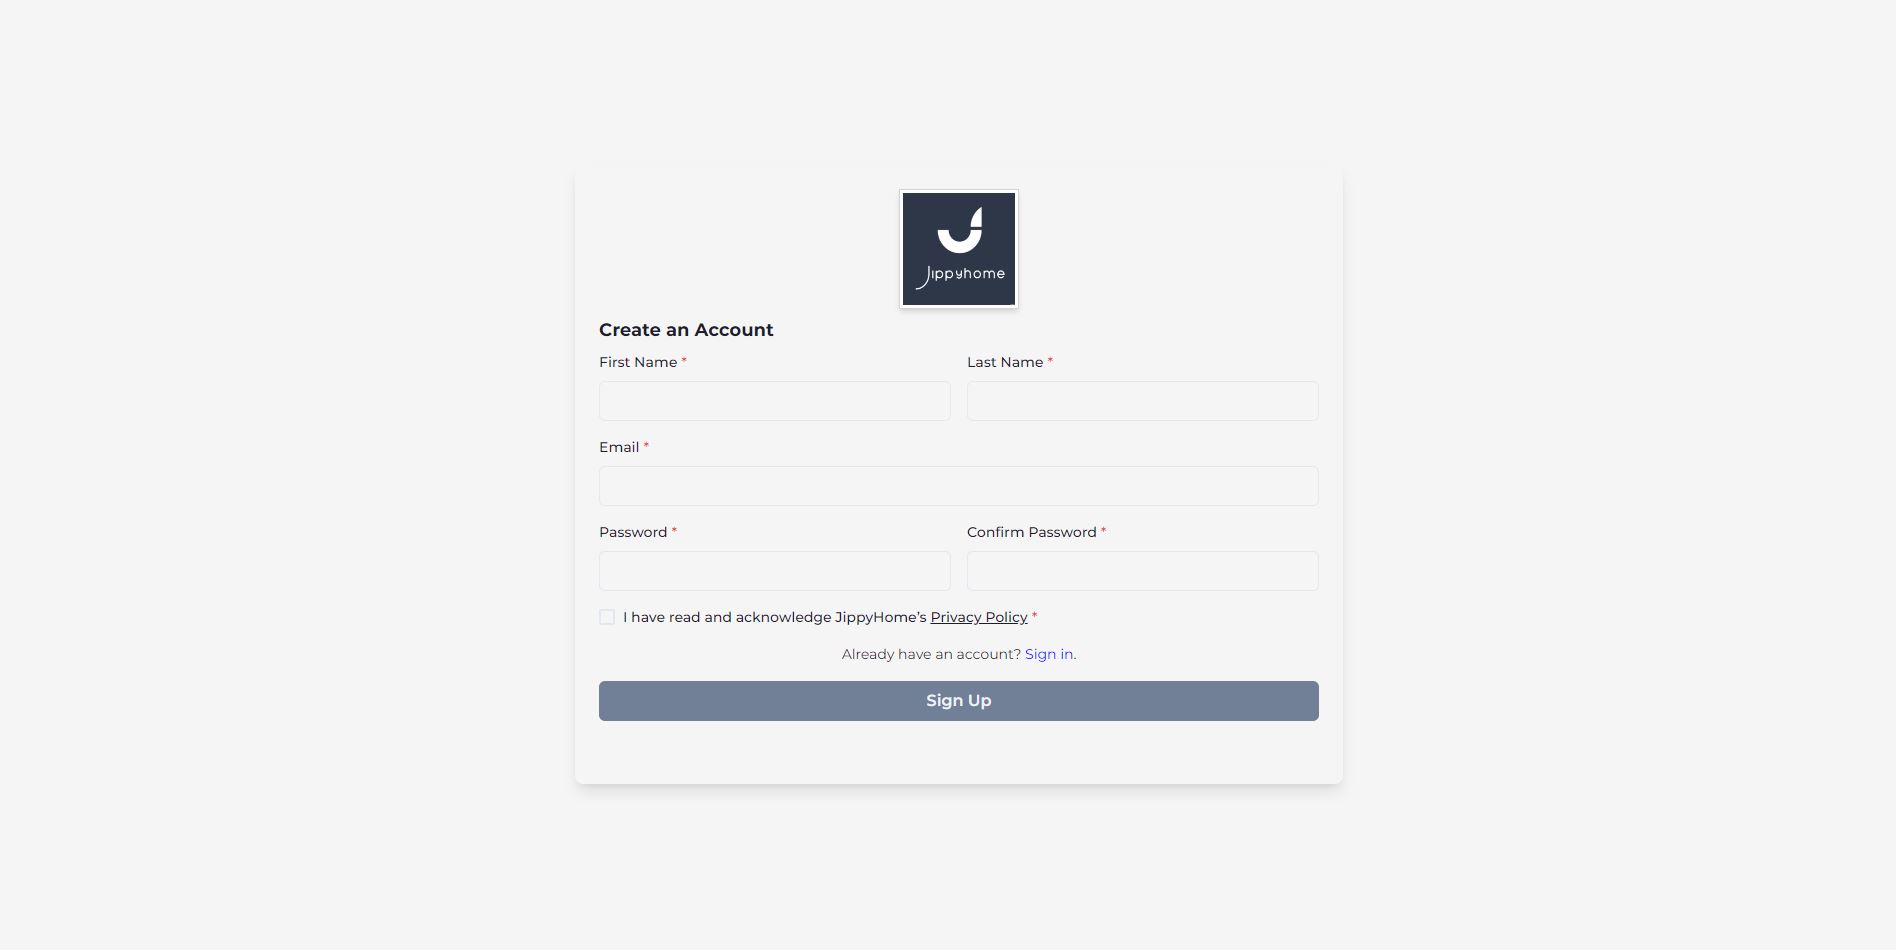 Jippyhome
Create an Account
First Name *
Last Name *
Email *
Password *
Confirm Password *
I have read and acknowledge JippyHome’s Privacy Policy *
Already have an account? Sign in.
Sign Up